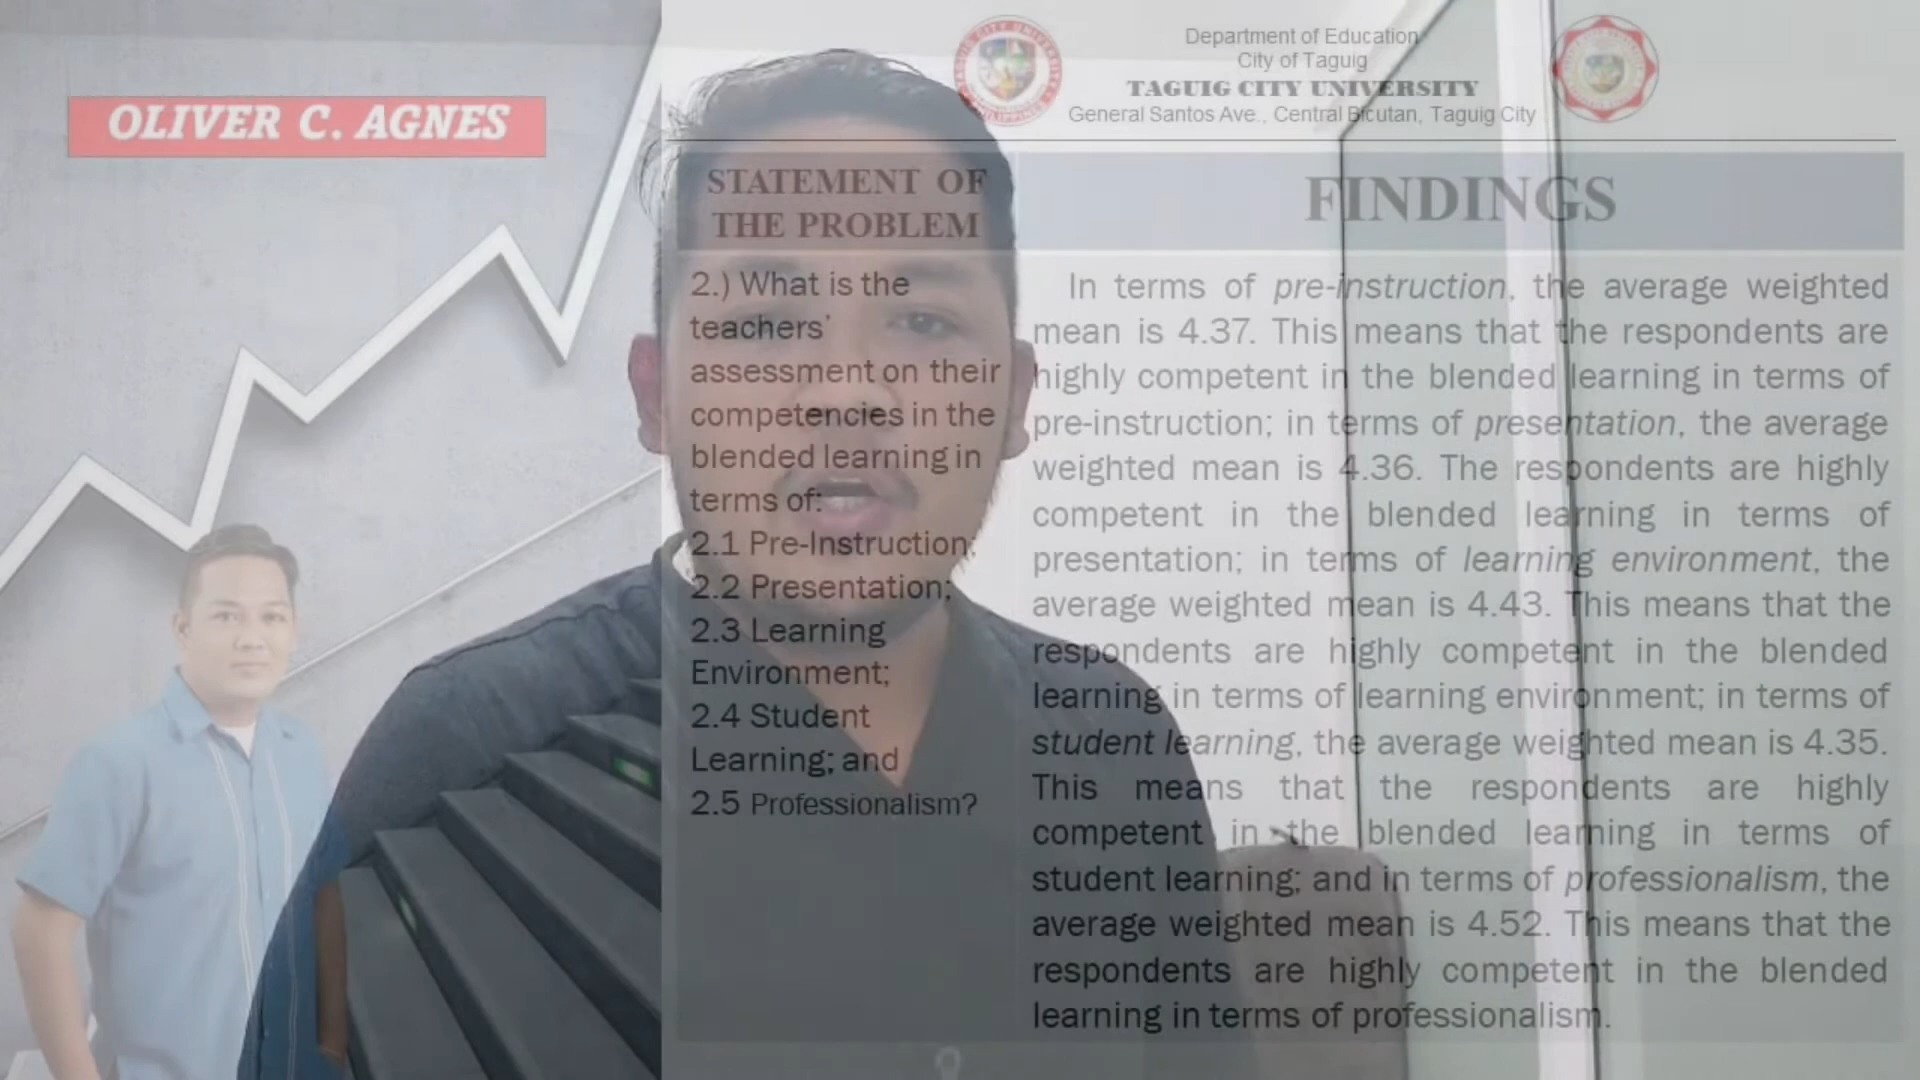 OLIVER C. AGNES
Department of Education
City of Taguig
TAGUIG CITY UNIVERSITY
General Santos Ave., Central Bicutan, Taguig City
STATEMENT OF
THE PROBLEM
FINDINGS
2.) What is the
teachers'
assessment on their
competencies in the
blended learning in
terms of:
2.1 Pre-Instruction;
2.2 Presentation;
2.3 Learning
Environment;
2.4 Student
Learning; and
2.5 Professionalism?
In terms of pre-instruction, the average weighted
mean is 4.37. This means that the respondents are
highly competent in the blended learning in terms of
pre-instruction; in terms of presentation, the average
weighted mean is 4.36. The respondents are highly
competent in the blended learning in terms of
presentation; in terms of learning environment, the
average weighted mean is 4.43. This means that the
respondents are highly competent in the blended
learning in terms of learning environment; in terms of
student learning, the average weighted mean is 4.35.
This means that the respondents are highly
competent in the blended learning in terms of
student learning; and in terms of professionalism, the
average weighted mean is 4.52. This means that the
respondents are highly competent in the blended
learning in terms of professionalism.